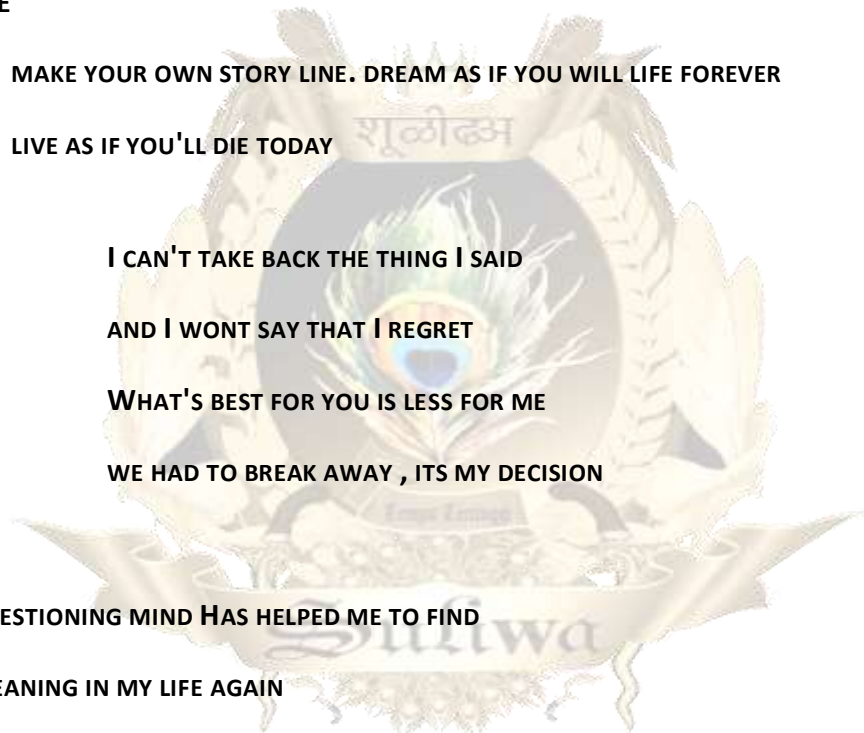 E
MAKE YOUR OWN STORY LINE. DREAM AS IF YOU WILL LIFE FOREVER
LIVE AS IF YOU'LL DIE TODAY
I CAN'T TAKE BACK THE THING I SAID
AND I WONT SAY THAT I REGRET
WHAT'S BEST FOR YOU IS LESS FOR ME
WE HAD TO BREAK AWAY , ITS MY DECISION
ESTIONING MIND HAS HELPED ME TO FIND
EANING IN MY LIFE AGAIN